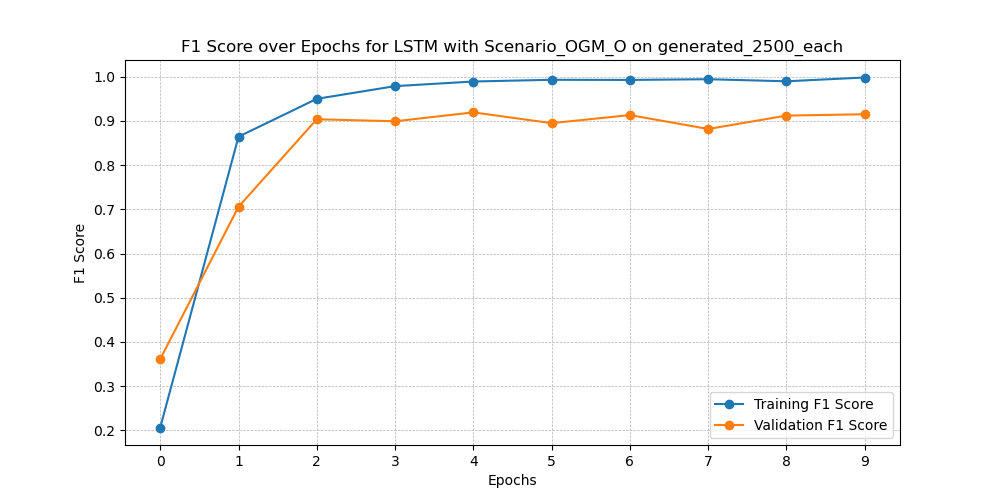 F1 Score over Epochs for LSTM with Scenario_OGM_O on generated_2500_each
F1 Score
1.0
0.9
0.8
0.7
0.6
0.5
0.4
0.3
0.2
Training F1 Score
Validation F1 Score
0 1 2 3 4 5 6 7 8 9
Epochs